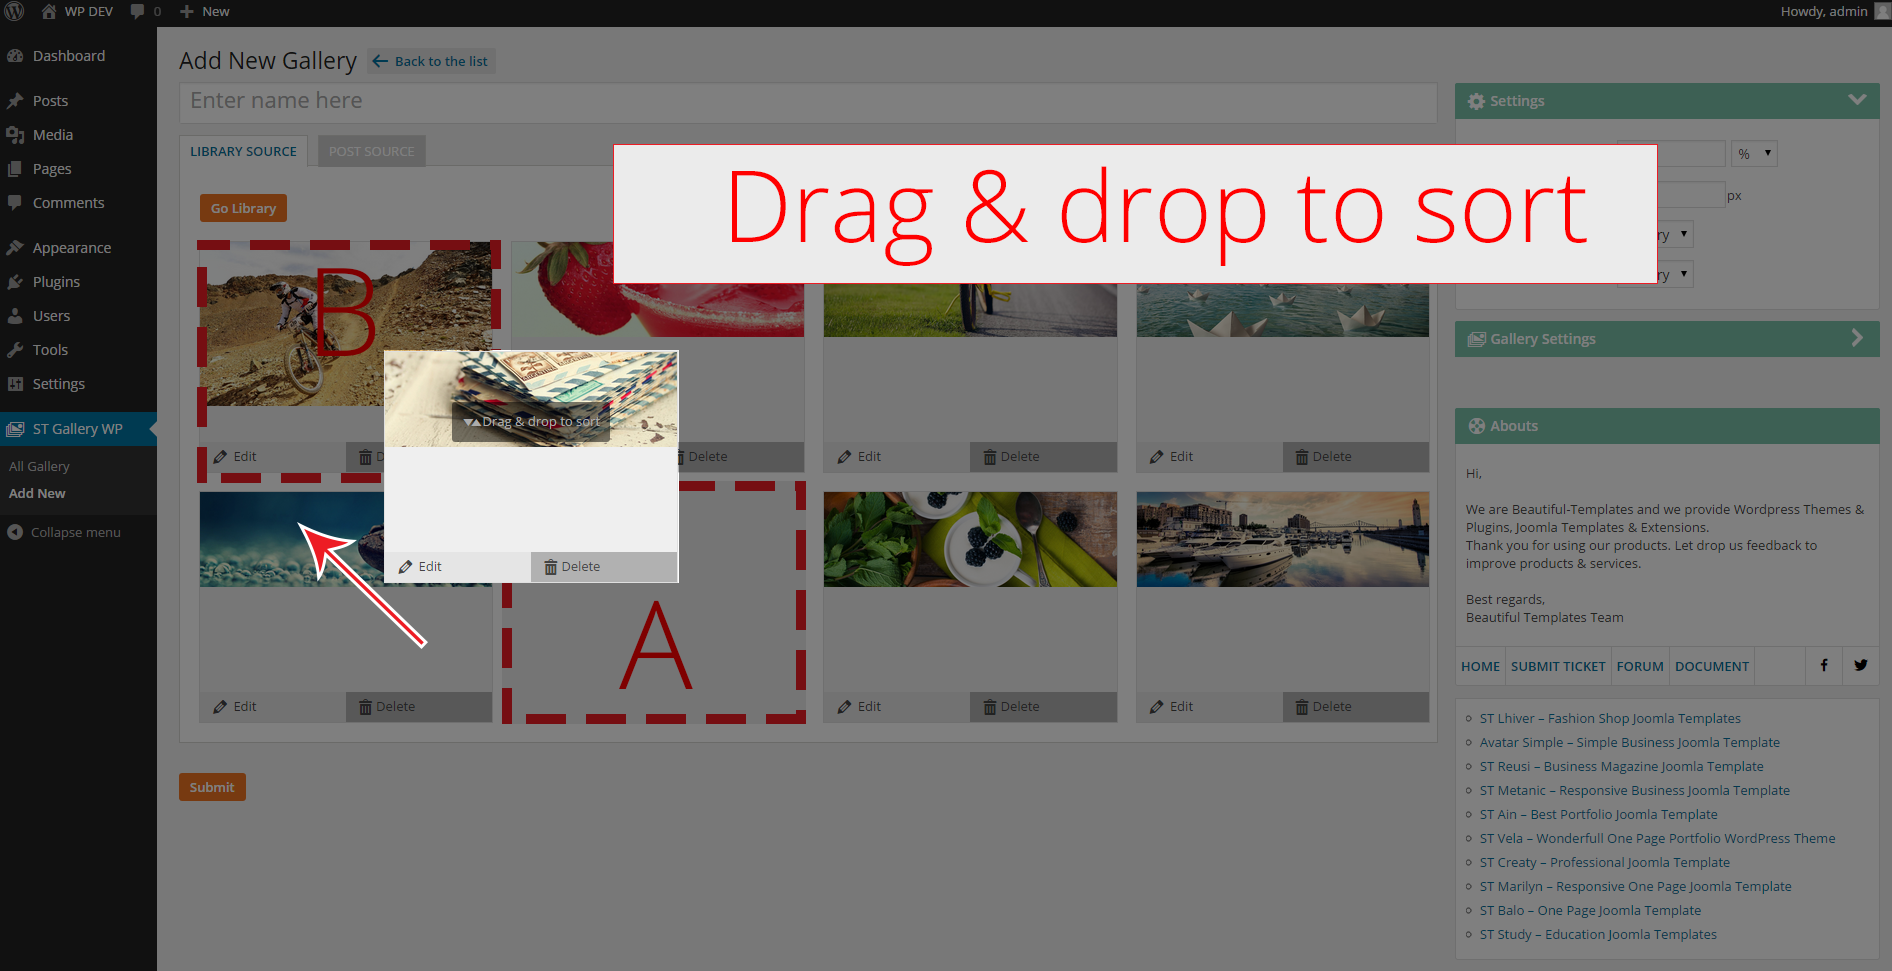 WP DEV
0
New
Howdy, admin
Dashboard
Posts
Media
Pages
Comments
Appearance
Plugins
Users
Tools
Settings
ST Gallery WP
All Gallery
Add New
Collapse menu
Add New Gallery
Back to the list
Enter name here
LIBRARY SOURCE
POST SOURCE
Go Library
Drag & drop to sort
B
Drag & drop to sort
Edit
Delete
Edit
Delete
Edit
Delete
Edit
Delete
Edit
Delete
A
Edit
Delete
Edit
Delete
Edit
Delete
Submit
Settings
%
px
Gallery Settings
Abouts
Hi,
We are Beautiful-Templates and we provide Wordpress Themes &
Plugins, Joomla Templates & Extensions.
Thank you for using our products. Let drop us feedback to
improve products & services.
Best regards,
Beautiful Templates Team
HOME
SUBMIT TICKET
FORUM
DOCUMENT
ST Lhiver – Fashion Shop Joomla Templates
Avatar Simple – Simple Business Joomla Template
ST Reusi – Business Magazine Joomla Template
ST Metanic – Responsive Business Joomla Template
ST Ain – Best Portfolio Joomla Template
ST Vela – Wonderfull One Page Portfolio WordPress Theme
ST Creaty – Professional Joomla Template
ST Marilyn – Responsive One Page Joomla Template
ST Balo – One Page Joomla Template
ST Study – Education Joomla Templates